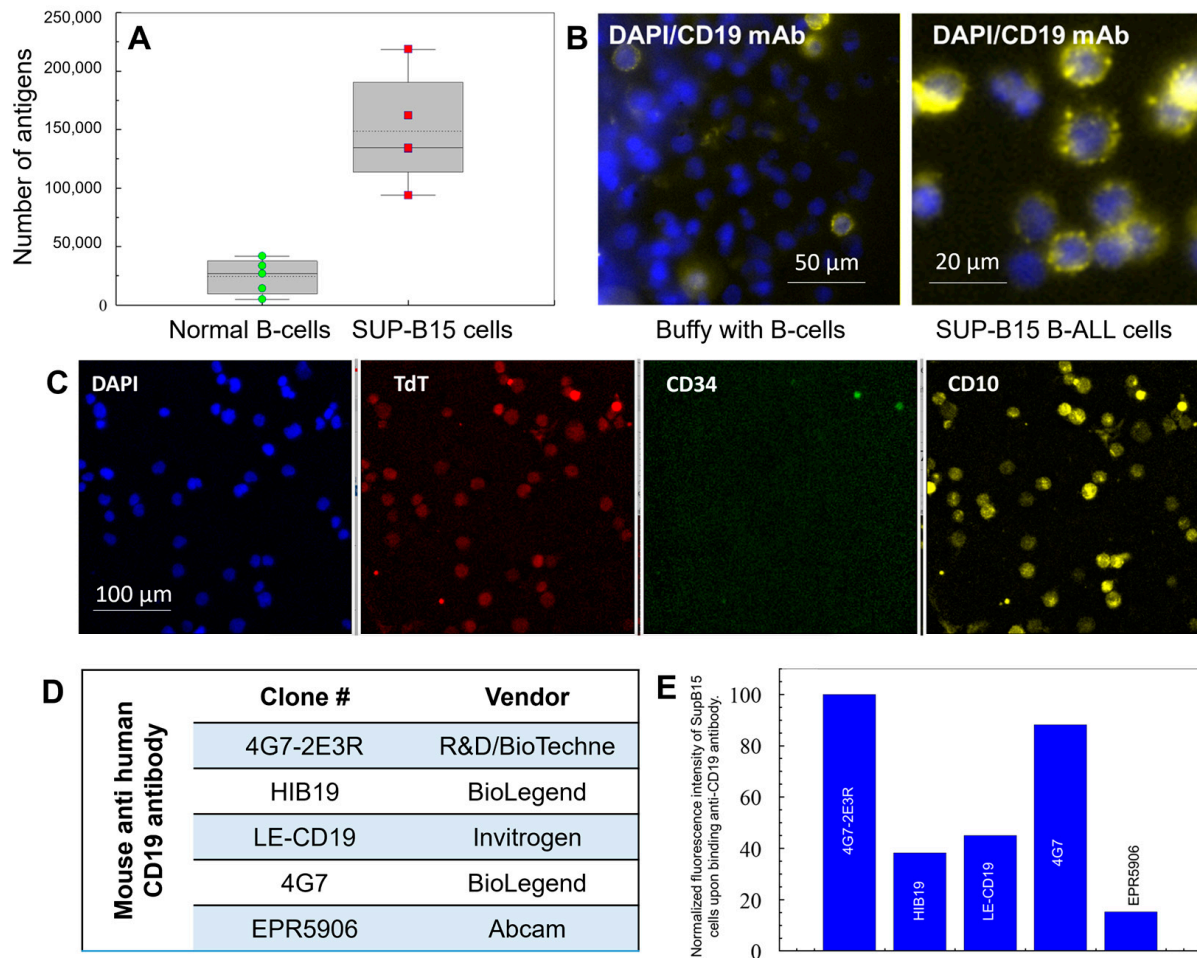 A
Number of antigens
250,000
200,000
150,000
100,000
50,000
0
Normal B-cells
SUP-B15 cells
B
DAPI/CD19 mAb
50 µm
Buffy with B-cells
DAPI/CD19 mAb
20 µm
SUP-B15 B-ALL cells
C
DAPI
100 µm
TdT
CD34
CD10
D
Mouse anti human
CD19 antibody
Clone # Vendor
4G7-2E3R R&D/BioTechne
HIB19 BioLegend
LE-CD19 Invitrogen
4G7 BioLegend
EPR5906 Abcam
E
Normalized fluorescence intensity of SupB15
cells upon binding anti-CD19 antibody.
100
80
60
40
20
0
4G7-2E3R
HIB19
LE-CD19
4G7
EPR5906